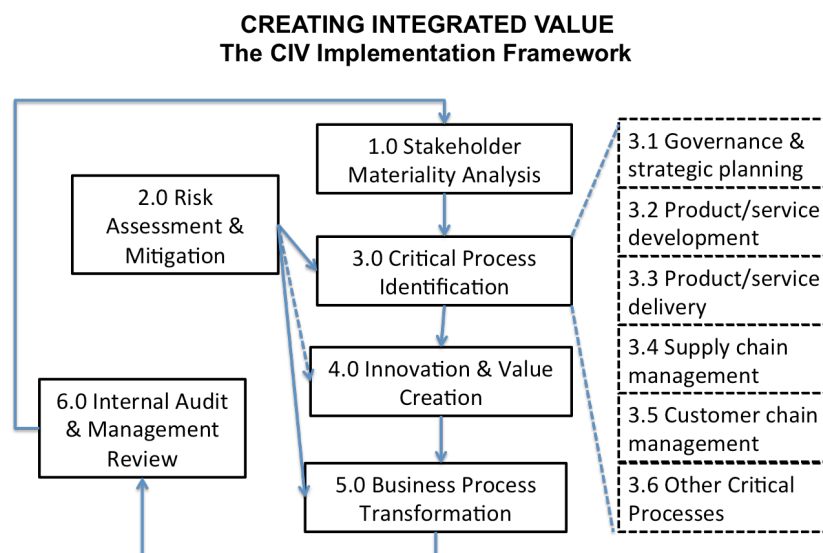 CREATING INTEGRATED VALUE
The CIV Implementation Framework
1.0 Stakeholder
Materiality Analysis
2.0 Risk
Assessment &
Mitigation
3.0 Critical Process
Identification
4.0 Innovation & Value
Creation
5.0 Business Process
Transformation
6.0 Internal Audit
& Management
Review
3.1 Governance &
strategic planning
3.2 Product/service
development
3.3 Product/service
delivery
3.4 Supply chain
management
3.5 Customer chain
management
3.6 Other Critical
Processes